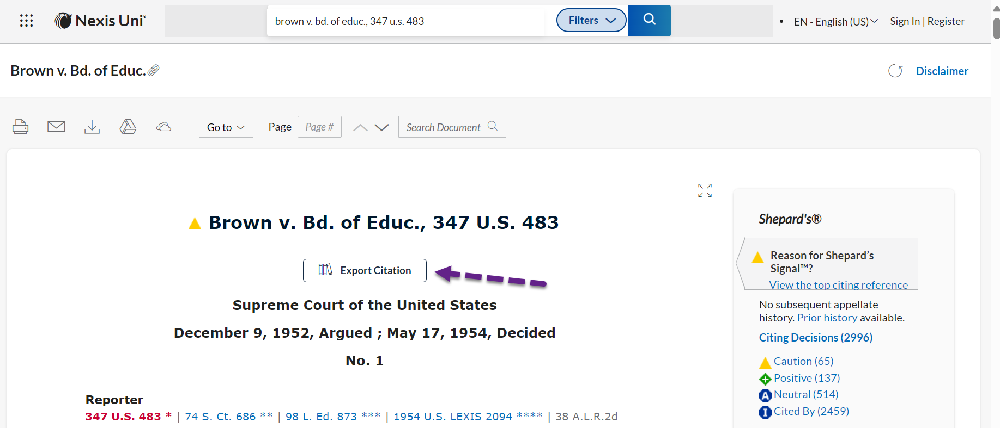 Nexis Uni®
brown v. bd. of educ., 347 u.s. 483
Filters
EN - English (US)
Sign In | Register
Brown v. Bd. of Educ.
Disclaimer
Go to
Page
Page #
Search Document
Brown v. Bd. of Educ., 347 U.S. 483
Export Citation
Supreme Court of the United States
December 9, 1952, Argued ; May 17, 1954, Decided
No. 1
Reporter
347 U.S. 483 * | 74 S. Ct. 686 ** | 98 L. Ed. 873 *** | 1954 U.S. LEXIS 2094 **** | 38 A.L.R.2d
Shepard's®
Reason for Shepard’s
Signal™?
View the top citing reference
No subsequent appellate
history. Prior history available.
Citing Decisions (2996)
Caution (65)
Positive (137)
A Neutral (514)
I Cited By (2459)